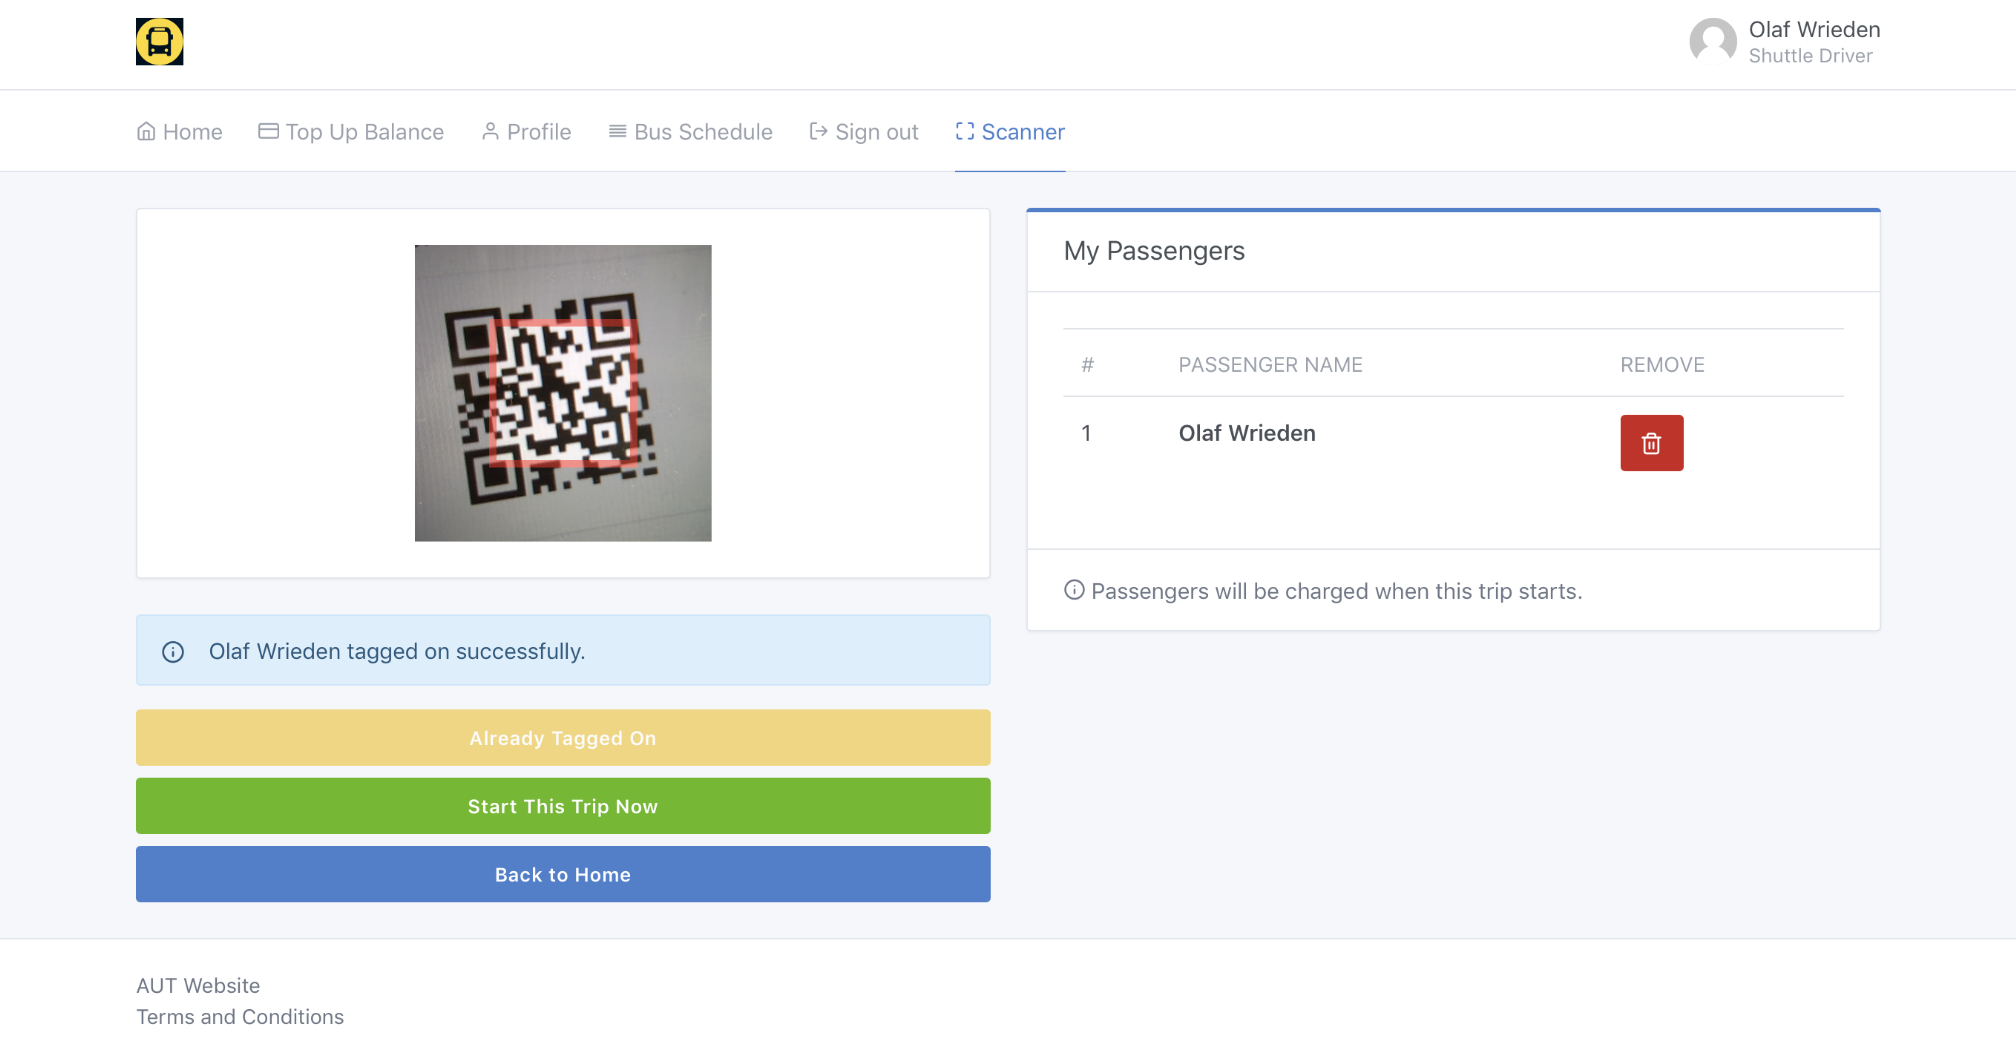 Olaf Wrieden
Shuttle Driver
Home
Top Up Balance
Profile
Bus Schedule
Sign out
Scanner
Olaf Wrieden tagged on successfully.
Already Tagged On
Start This Trip Now
Back to Home
My Passengers
# PASSENGER NAME REMOVE
1 Olaf Wrieden
Passengers will be charged when this trip starts.
AUT Website
Terms and Conditions